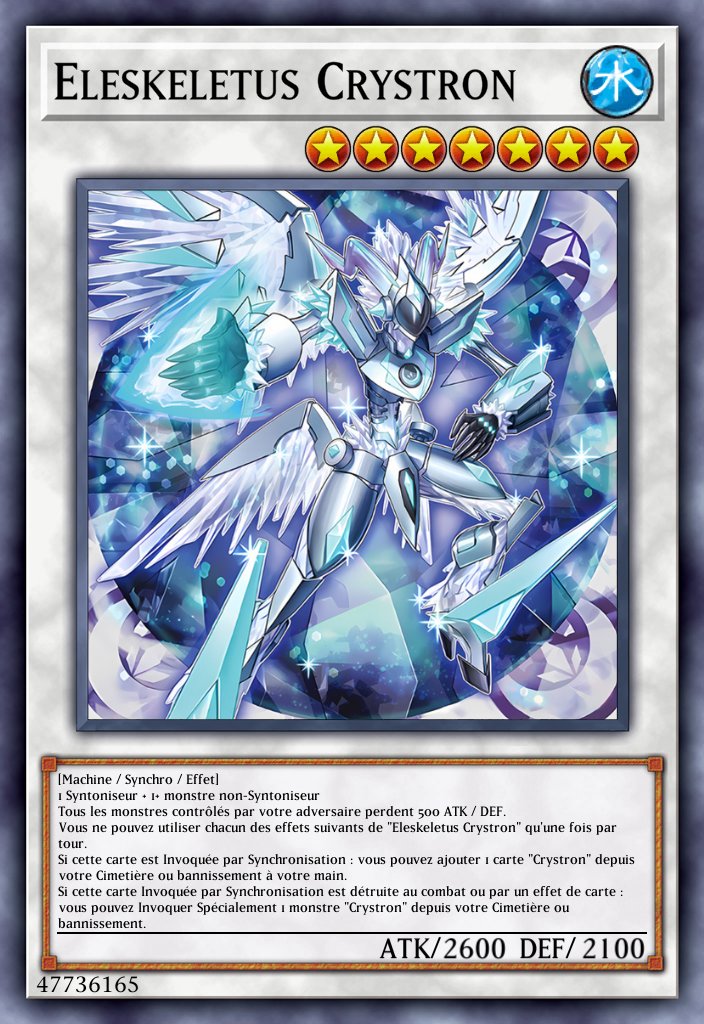 Eleskeletus Crystron
水
[Machine / Synchro / Effet]
1 Syntoniseur + 1+ monstre non-Syntoniseur
Tous les monstres contrôlés par votre adversaire perdent 500 ATK / DEF.
Vous ne pouvez utiliser chacun des effets suivants de "Eleskeletus Crystron" qu'une fois par
tour.
Si cette carte est Invoquée par Synchronisation : vous pouvez ajouter 1 carte "Crystron" depuis
votre Cimetière ou bannissement à votre main.
Si cette carte Invoquée par Synchronisation est détruite au combat ou par un effet de carte :
vous pouvez Invoquer Spécialement 1 monstre "Crystron" depuis votre Cimetière ou
bannissement.
ATK/2600 DEF/2100
47736165